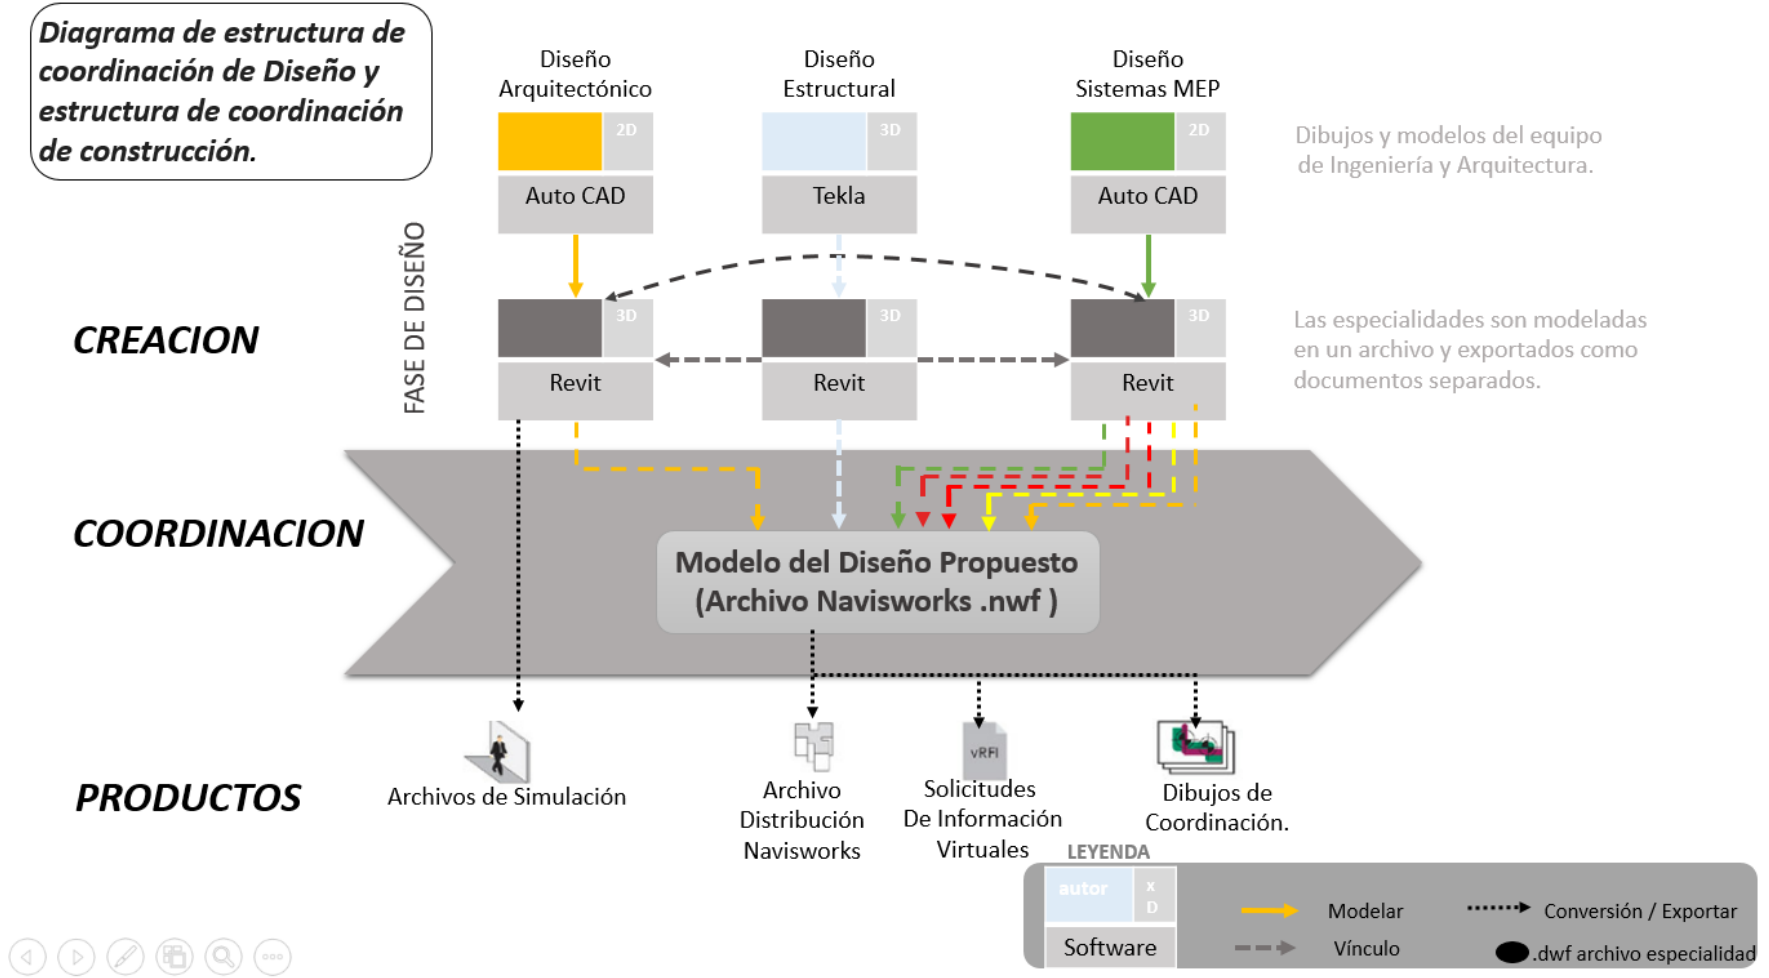 Diagrama de estructura de
coordinación de Diseño y
estructura de coordinación
de construcción.
Diseño
Arquitectónico
Diseño
Estructural
Diseño
Sistemas MEP
2D
3D
2D
Auto CAD
Tekla
Auto CAD
Dibujos y modelos del equipo
de Ingeniería y Arquitectura.
FASE DE DISEÑO
CREACION
3D
3D
3D
Revit
Revit
Revit
Las especialidades son modeladas
en un archivo y exportados como
documentos separados.
COORDINACION
Modelo del Diseño Propuesto
(Archivo Navisworks .nwf )
PRODUCTOS
Archivos de Simulación
Archivo
Distribución
Navisworks
vRFI
Solicitudes
De Información
Virtuales
Dibujos de
Coordinación.
LEYENDA
autor
x
D
Software
Modelar
Vínculo
Conversión / Exportar
.dwf archivo especialidad